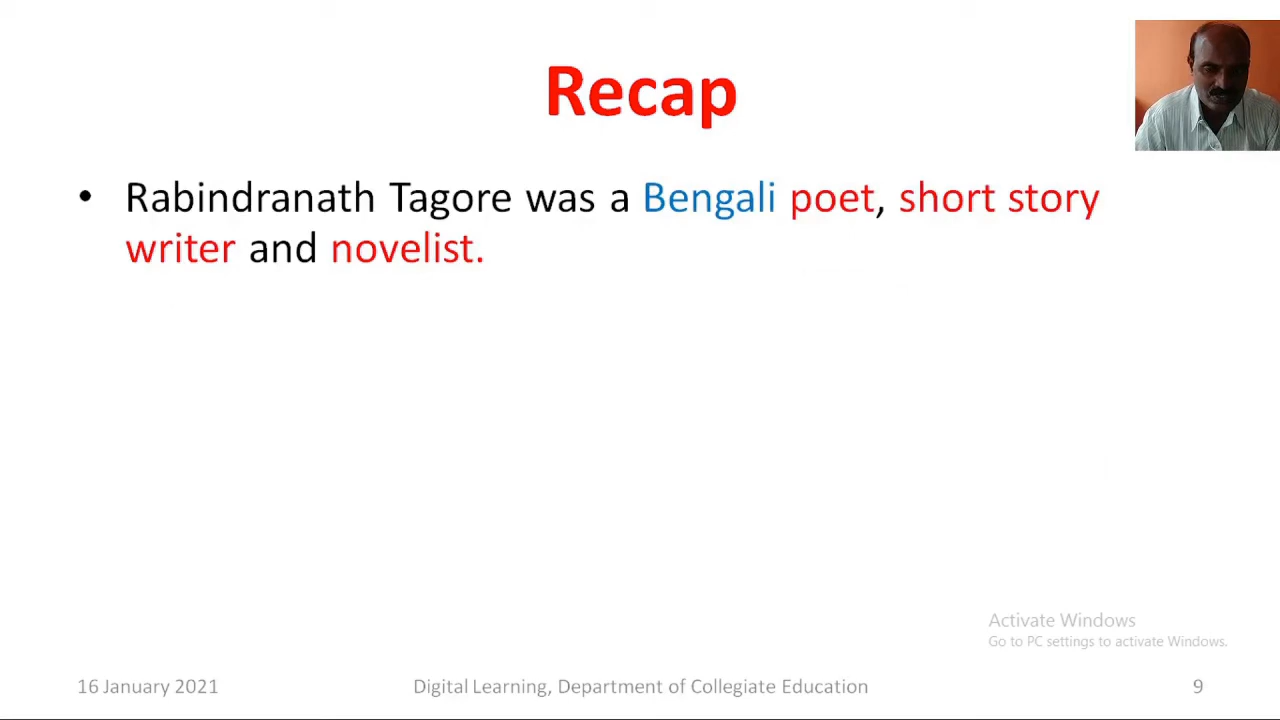 Recap
• Rabindranath Tagore was a Bengali poet, short story
writer and novelist.
Activate Windows
Go to PC settings to activate Windows.
16 January 2021
Digital Learning, Department of Collegiate Education
9